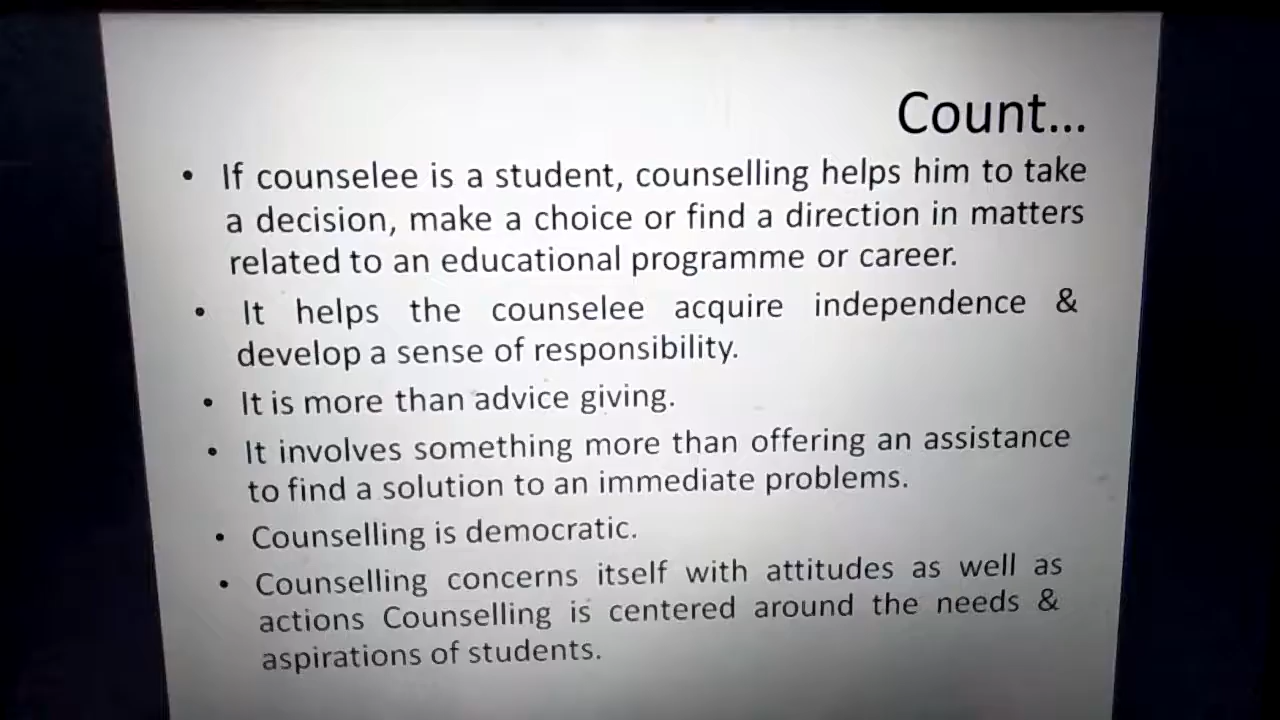 Count...
• If counselee is a student, counselling helps him to take
a decision, make a choice or find a direction in matters
related to an educational programme or career.
• It helps the counselee acquire independence &
develop a sense of responsibility.
• It is more than advice giving.
• It involves something more than offering an assistance
to find a solution to an immediate problems.
• Counselling is democratic.
• Counselling concerns itself with attitudes as well as
actions Counselling is centered around the needs &
aspirations of students.